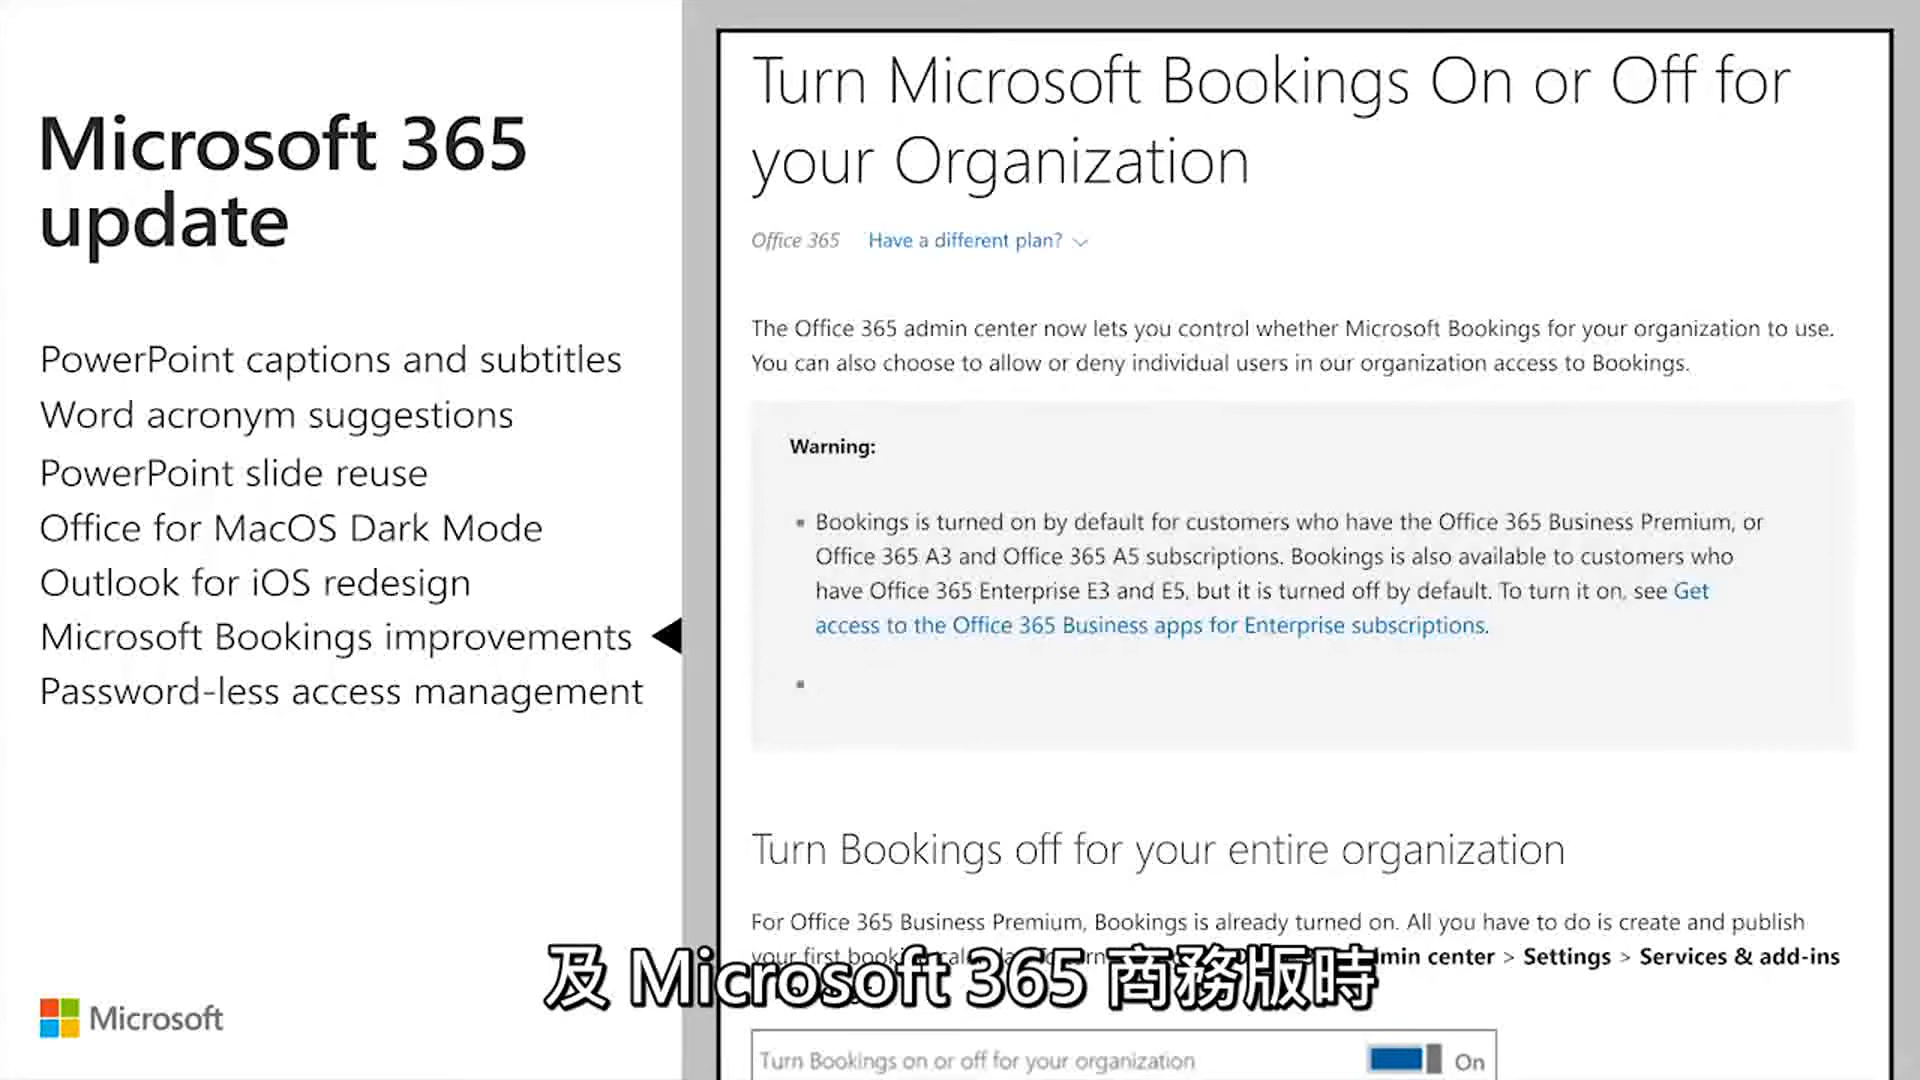 Microsoft 365
update
PowerPoint captions and subtitles
Word acronym suggestions
PowerPoint slide reuse
Office for MacOS Dark Mode
Outlook for iOS redesign
Microsoft Bookings improvements
Password-less access management
Microsoft
Turn Microsoft Bookings On or Off for
your Organization
Office 365 Have a different plan?
The Office 365 admin center now lets you control whether Microsoft Bookings for your organization to use.
You can also choose to allow or deny individual users in our organization access to Bookings.
Warning:
Bookings is turned on by default for customers who have the Office 365 Business Premium, or
Office 365 A3 and Office 365 A5 subscriptions. Bookings is also available to customers who
have Office 365 Enterprise E3 and E5, but it is turned off by default. To turn it on, see Get
access to the Office 365 Business apps for Enterprise subscriptions.
Turn Bookings off for your entire organization
For Office 365 Business Premium, Bookings is already turned on. All you have to do is create and publish
your first center > Settings > Services & add-ins
及 Microsoft 365 商務版時
Turn Bookings on or off for your organization On